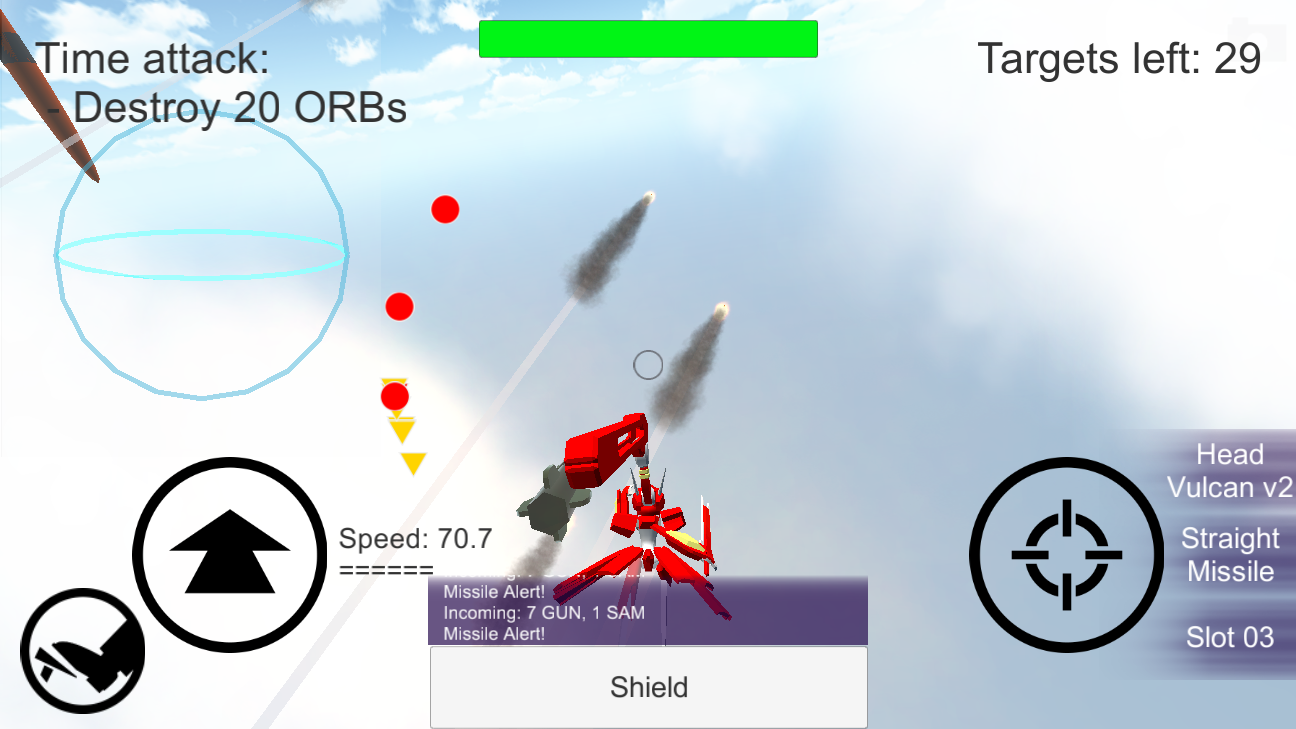 Time attack:
- Destroy 20 ORBs
Targets left: 29
Head
Vulcan v2
Straight
Missile
Slot 03
Speed: 70.7
======
Missile Alert!
Incoming: 7 GUN, 1 SAM
Missile Alert!
Shield